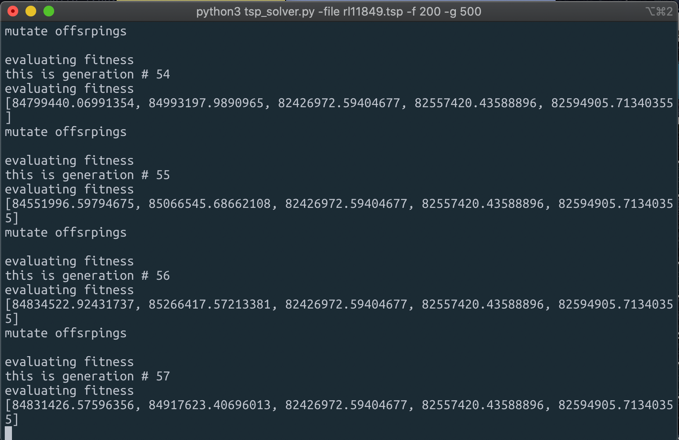 python3 tsp_solver.py -file rl11849.tsp -f 200 -g 500
⌥⌘2
mutate offsrpings
evaluating fitness
this is generation # 54
evaluating fitness
[84799440.06991354, 84993197.9890965, 82426972.59404677, 82557420.43588896, 82594905.71340355
]
mutate offsrpings
evaluating fitness
this is generation # 55
evaluating fitness
[84551996.59794675, 85066545.68662108, 82426972.59404677, 82557420.43588896, 82594905.7134035
5]
mutate offsrpings
evaluating fitness
this is generation # 56
evaluating fitness
[84834522.92431737, 85266417.57213381, 82426972.59404677, 82557420.43588896, 82594905.7134035
5]
mutate offsrpings
evaluating fitness
this is generation # 57
evaluating fitness
[84831426.57596356, 84917623.40696013, 82426972.59404677, 82557420.43588896, 82594905.7134035
5]